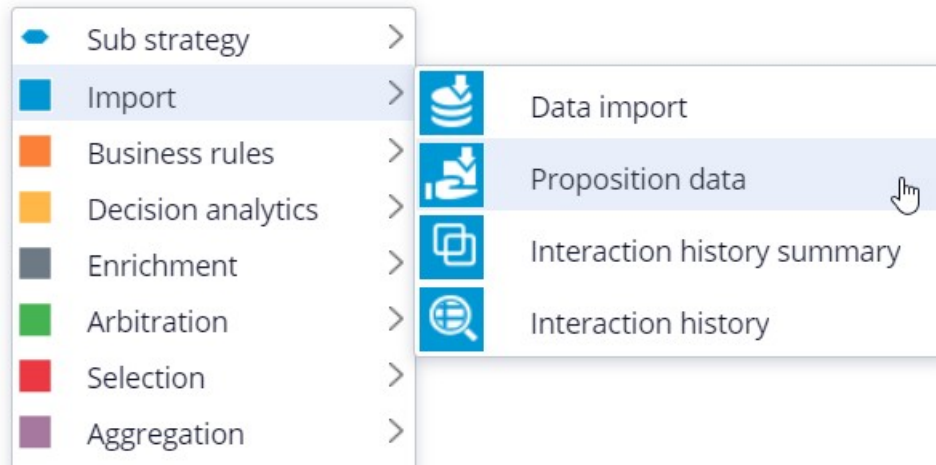 Sub strategy
Import
Business rules
Decision analytics
Enrichment
Arbitration
Selection
Aggregation
Data import
Proposition data
Interaction history summary
Interaction history